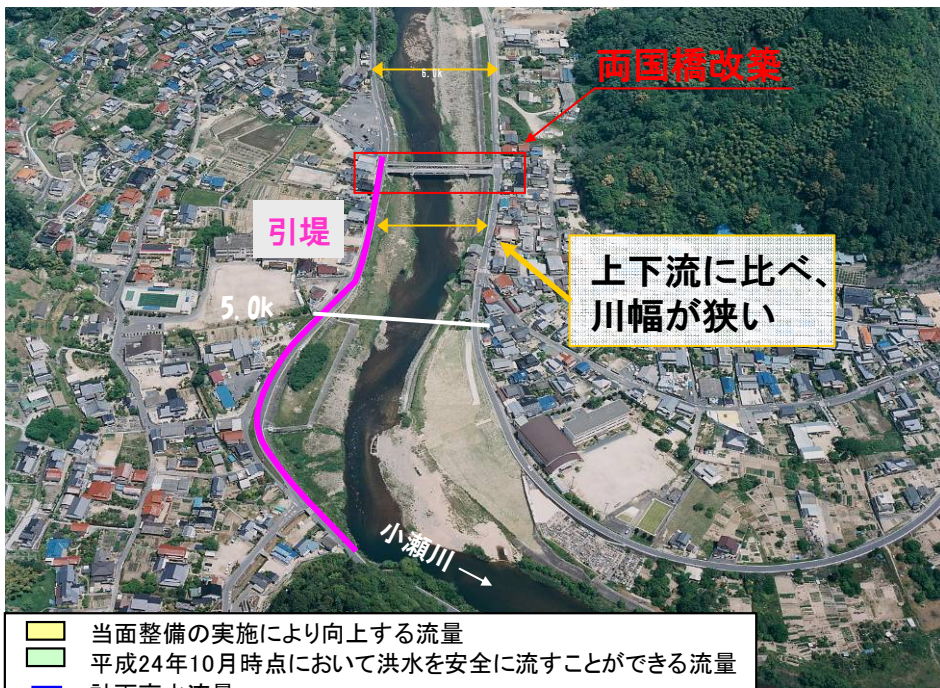 6.0k
両国橋改築
引堤
上下流に比べ、
川幅が狭い
5.0k
小瀬川 →
当面整備の実施により向上する流量
平成24年10月時点において洪水を安全に流すことができる流量